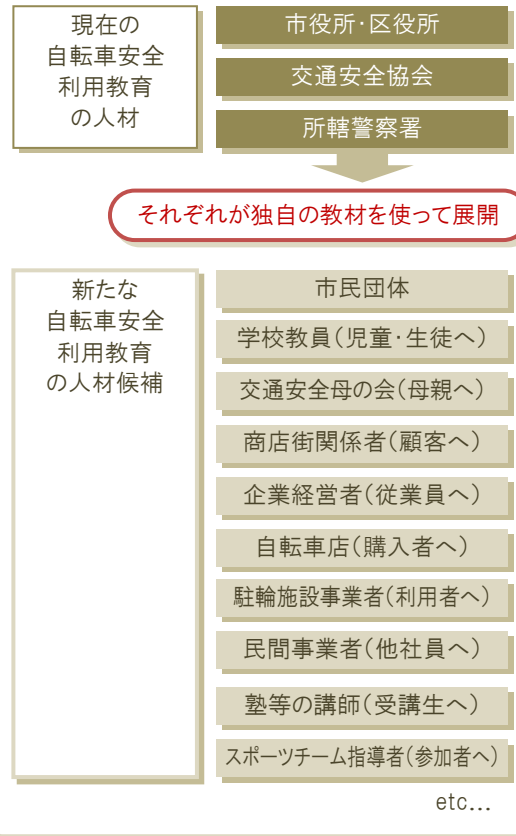 現在の
自転車安全
利用教育
の人材
市役所・区役所
交通安全協会
所轄警察署
それぞれが独自の教材を使って展開
新たな
自転車安全
利用教育
の人材候補
市民団体
学校教員（児童・生徒へ）
交通安全母の会（母親へ）
商店街関係者（顧客へ）
企業経営者（従業員へ）
自転車店（購入者へ）
駐輪施設事業者（利用者へ）
民間事業者（他社員へ）
塾等の講師（受講生へ）
スポーツチーム指導者（参加者へ）
etc...